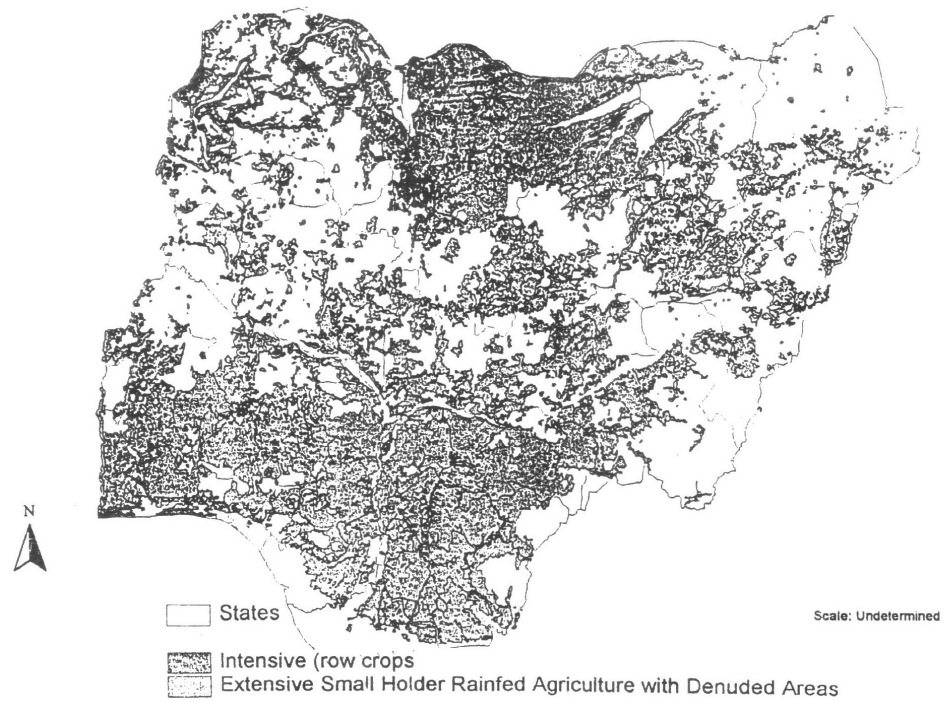 N
States
Scale: Undetermined
Intensive (row crops
Extensive Small Holder Rainfed Agriculture with Denuded Areas